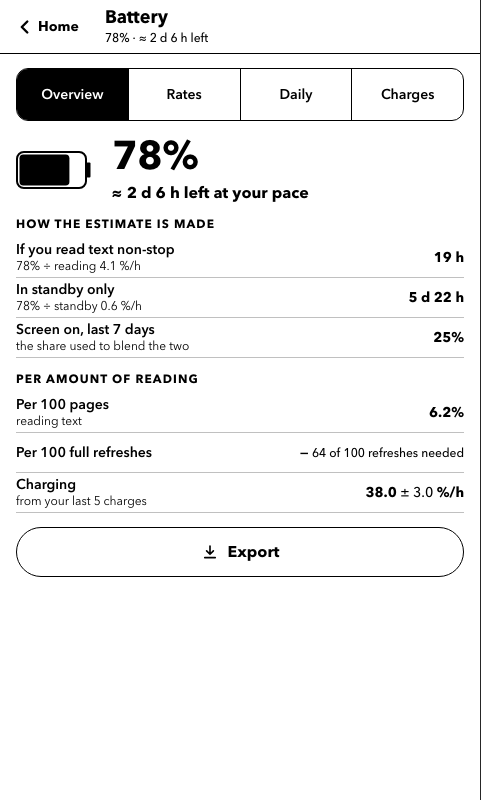 Home
Battery
78% · ≈ 2 d 6 h left
Overview
Rates
Daily
Charges
78%
≈ 2 d 6 h left at your pace
HOW THE ESTIMATE IS MADE
If you read text non-stop
78% ÷ reading 4.1 %/h
19 h
In standby only
78% ÷ standby 0.6 %/h
5 d 22 h
Screen on, last 7 days
the share used to blend the two
25%
PER AMOUNT OF READING
Per 100 pages
reading text
6.2%
Per 100 full refreshes
– 64 of 100 refreshes needed
Charging
from your last 5 charges
38.0 ± 3.0 %/h
Export